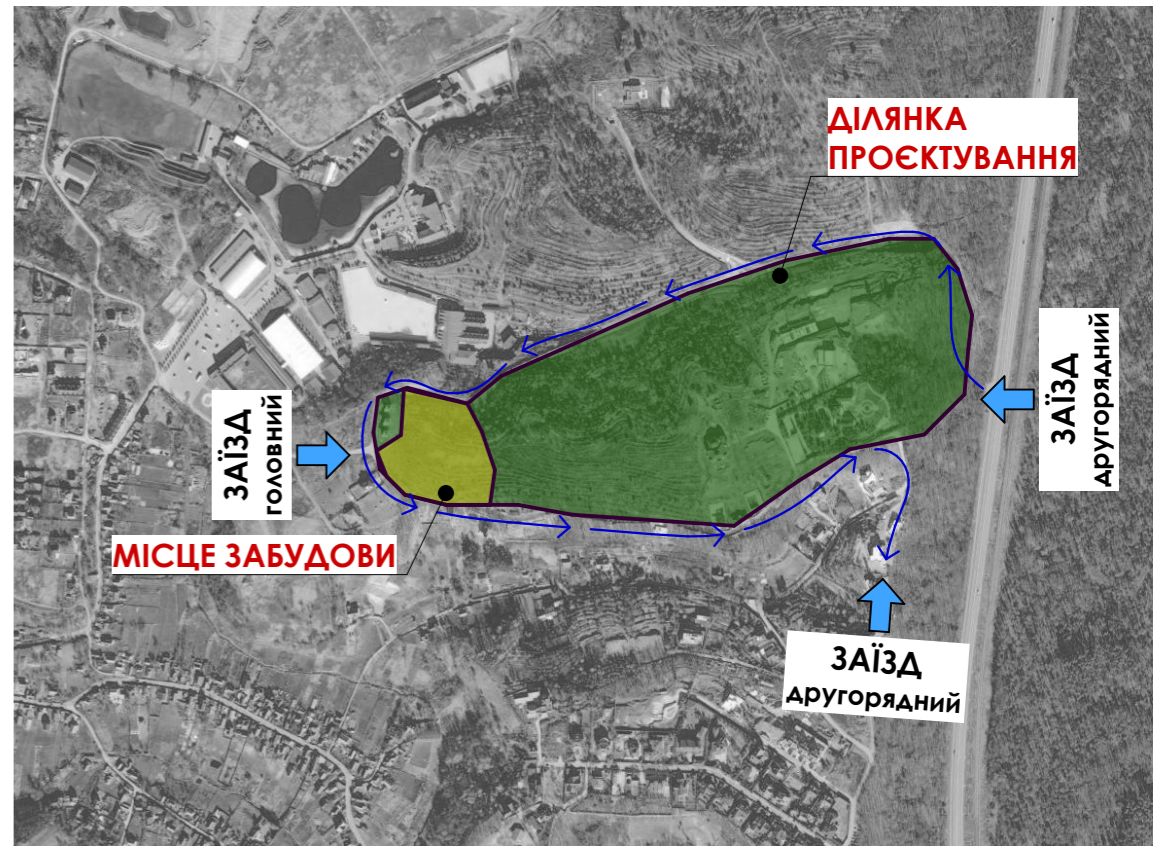 ДІЛЯНКА
ПРОЄКТУВАННЯ
ЗАЇЗД
другорядний
ЗАЇЗД
головний
МІСЦЕ ЗАБУДОВИ
ЗАЇЗД
другорядний